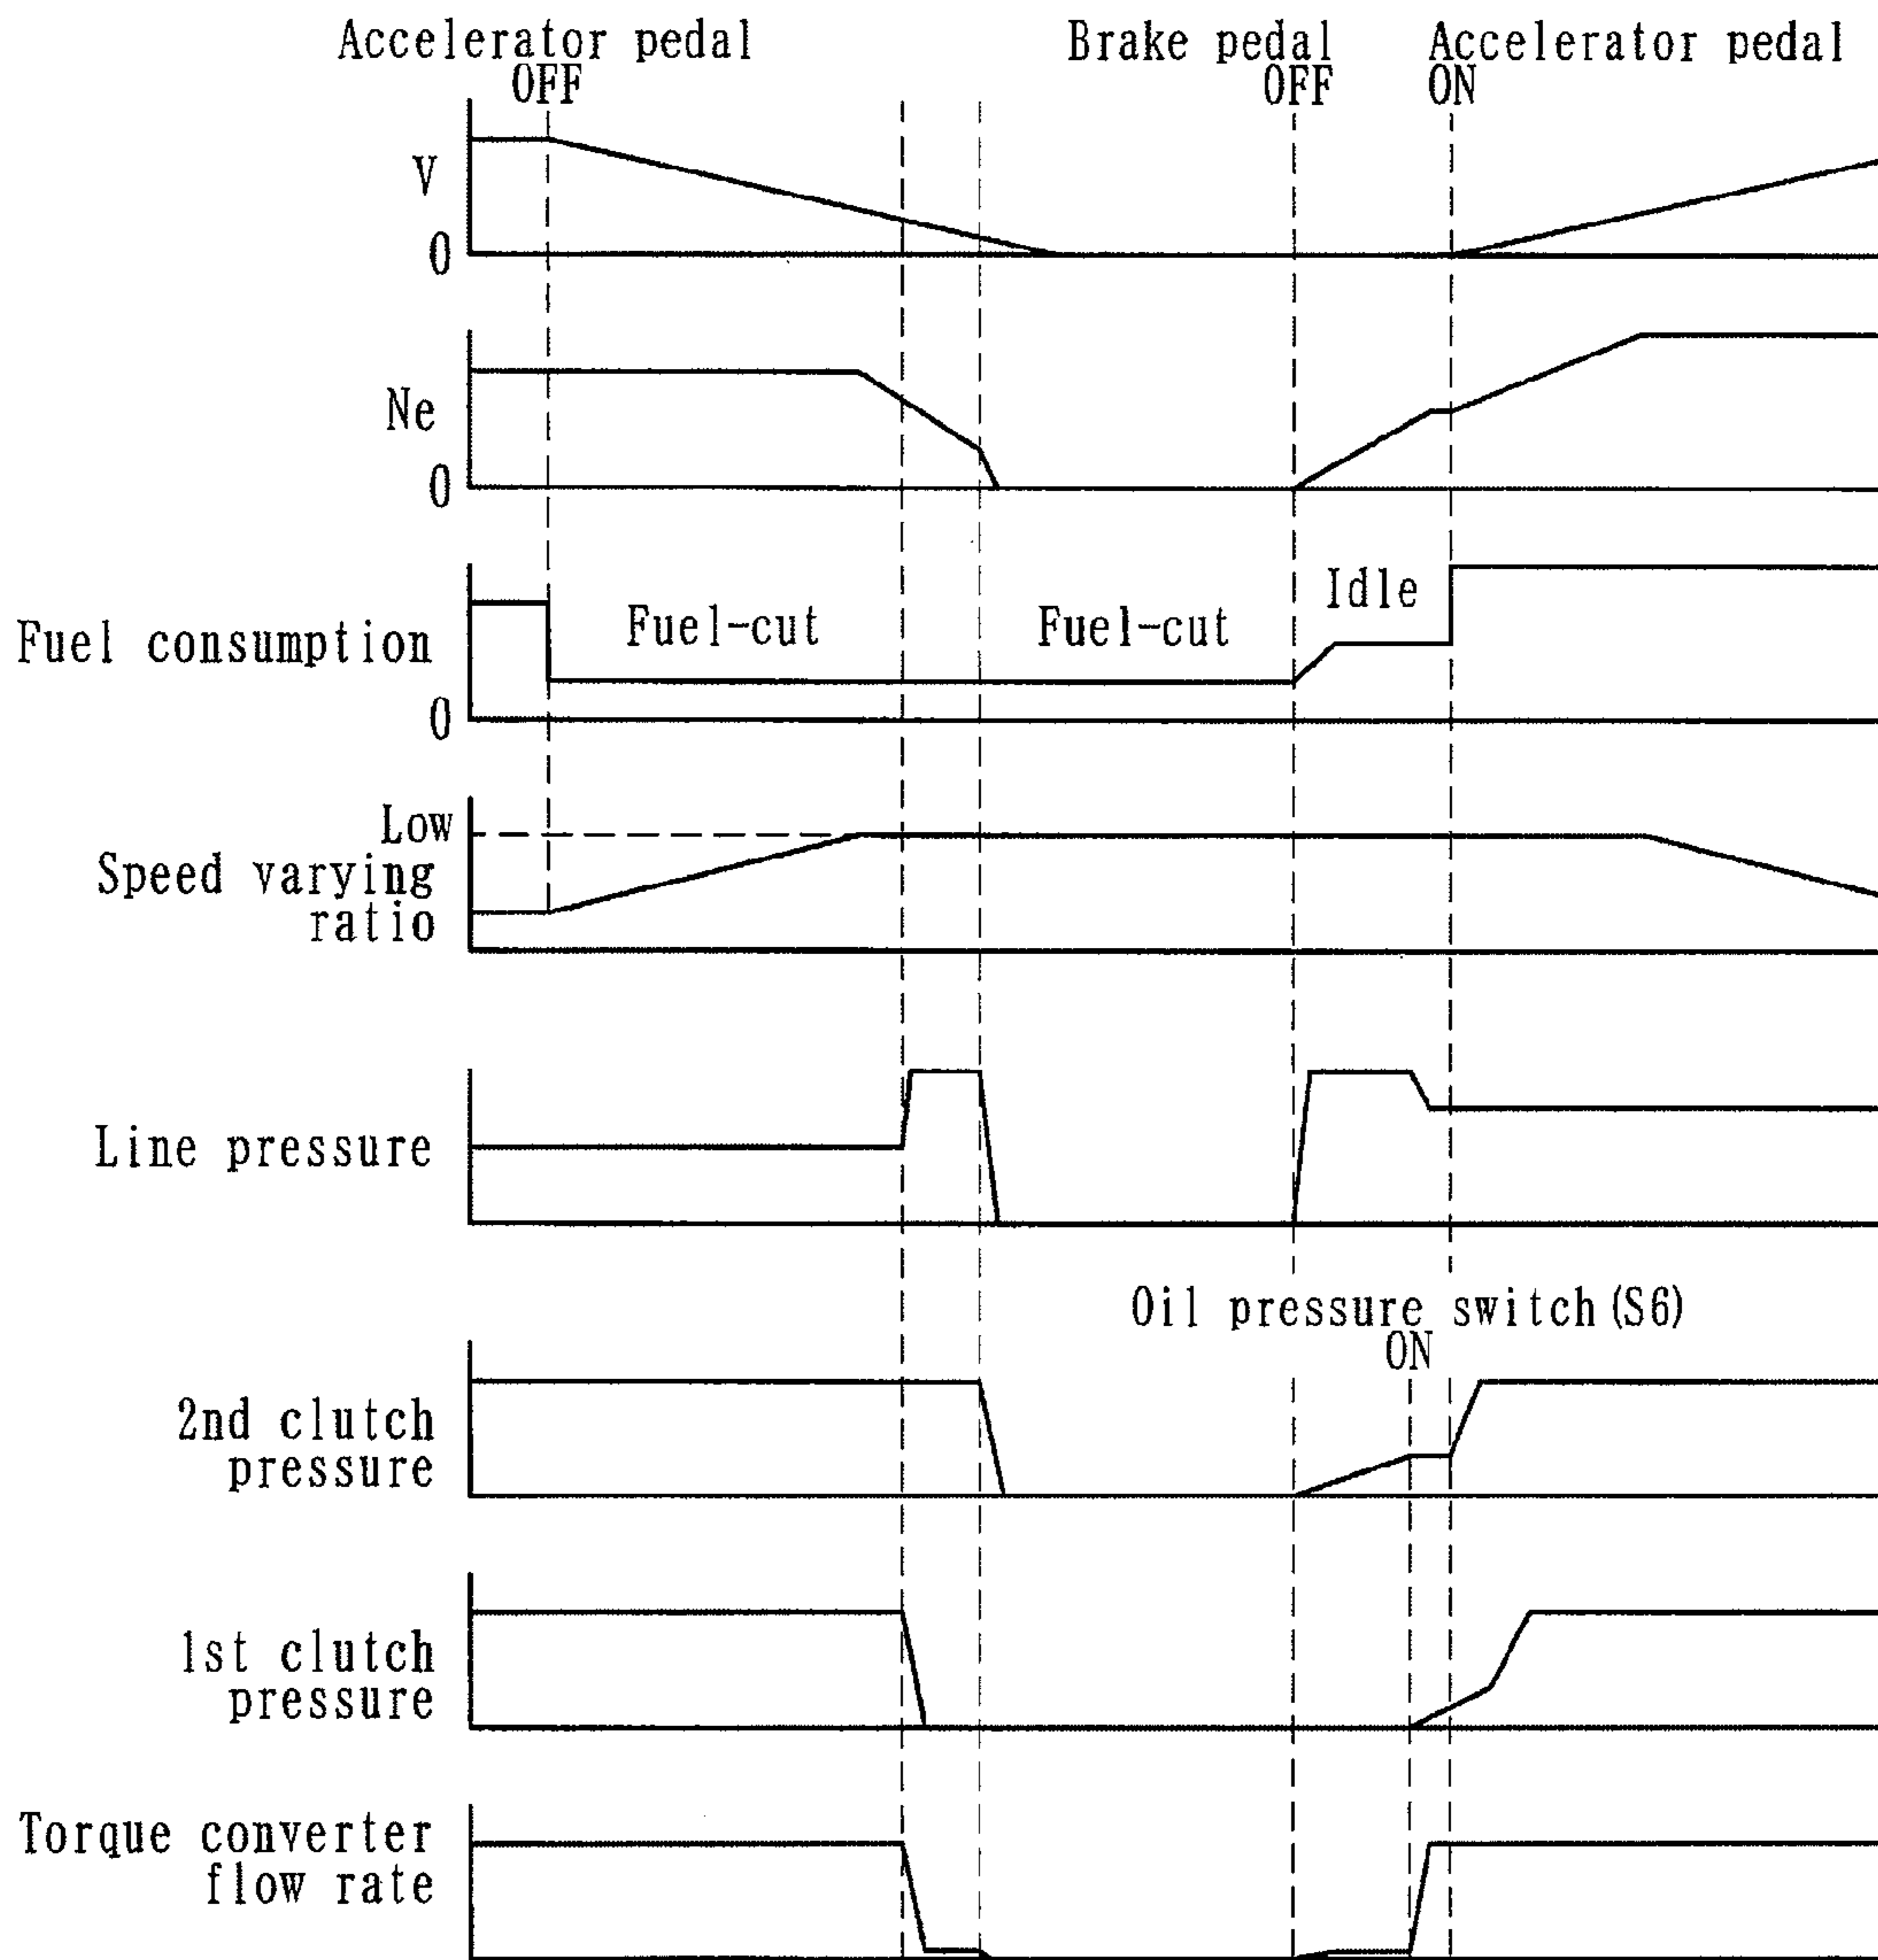 Accelerator pedal
OFF
Brake pedal
OFF
Accelerator pedal
ON
V
0
Ne
0
Fuel consumption
Fuel-cut
Fuel-cut
Idle
0
Low
Speed varying
ratio
Line pressure
Oil pressure switch(S6)
ON
2nd clutch
pressure
1st clutch
pressure
Torque converter
flow rate